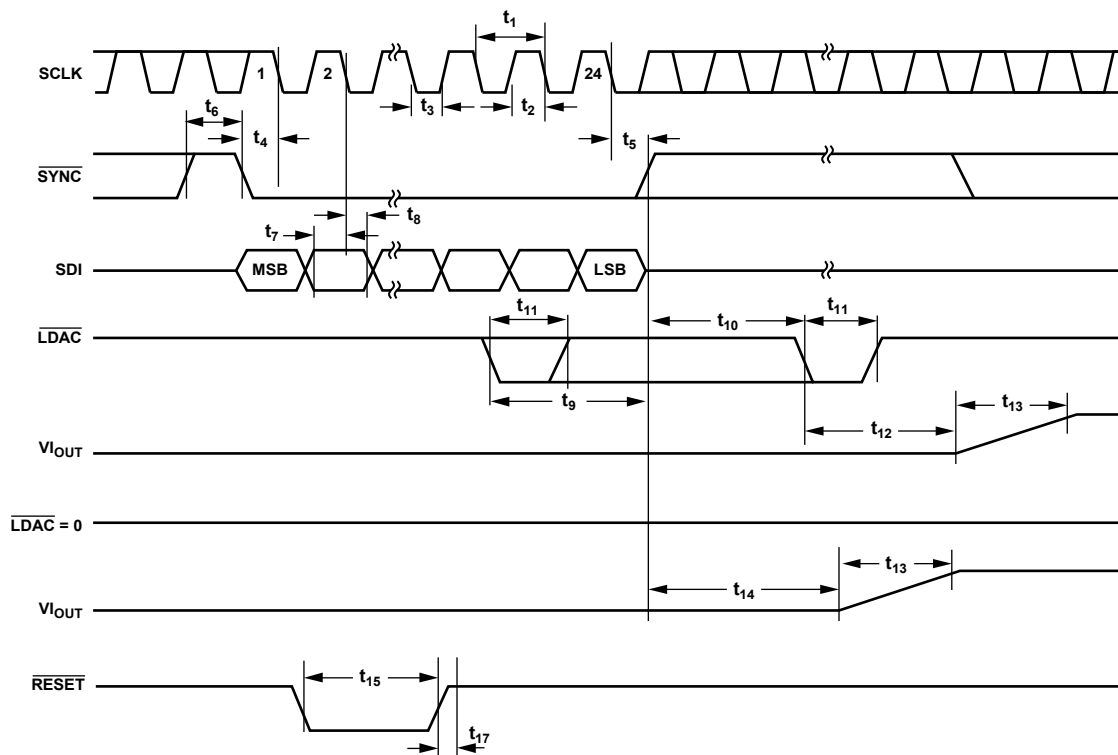 t1
SCLK
1
2
24
t3
t2
t6
t4
t5
SYNC
t7
t8
SDI
MSB
LSB
t11
t10
t11
LDAC
t9
t12
t13
VIOUT
LDAC = 0
t13
t14
VIOUT
RESET
t15
t17